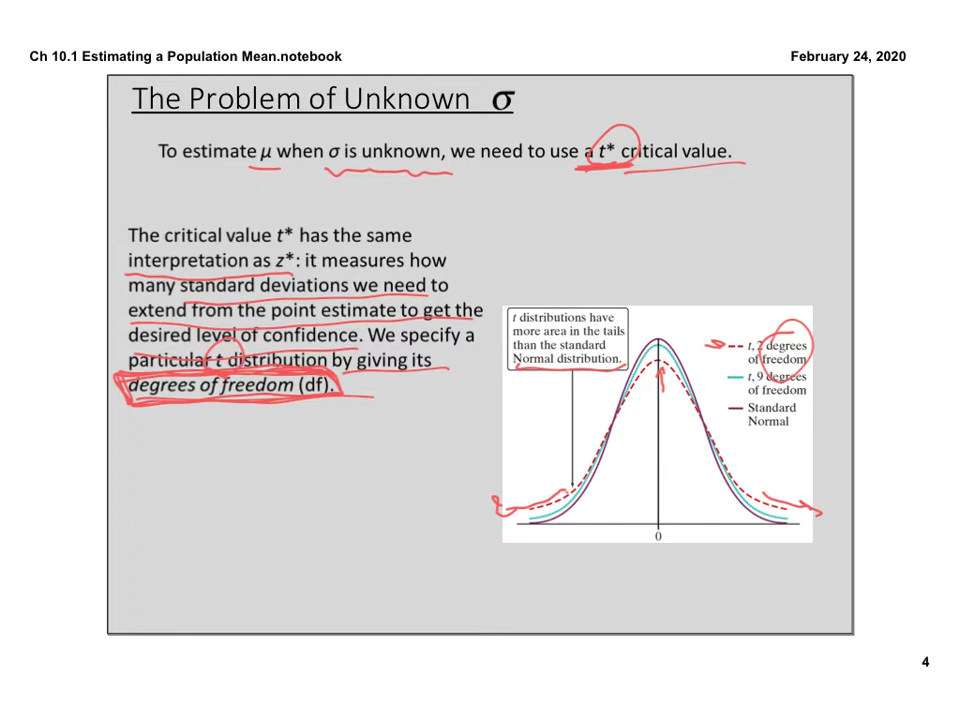 Ch 10.1 Estimating a Population Mean.notebook
February 24, 2020
The Problem of Unknown σ
To estimate μ when σ is unknown, we need to use a t* critical value.
The critical value t* has the same
interpretation as z*: it measures how
many standard deviations we need to
extend from the point estimate to get the
desired level of confidence. We specify a
particular t distribution by giving its
degrees of freedom (df).
t distributions have
more area in the tails
than the standard
Normal distribution.
t, 2 degrees
of freedom
t, 9 degrees
of freedom
Standard
Normal
0
4